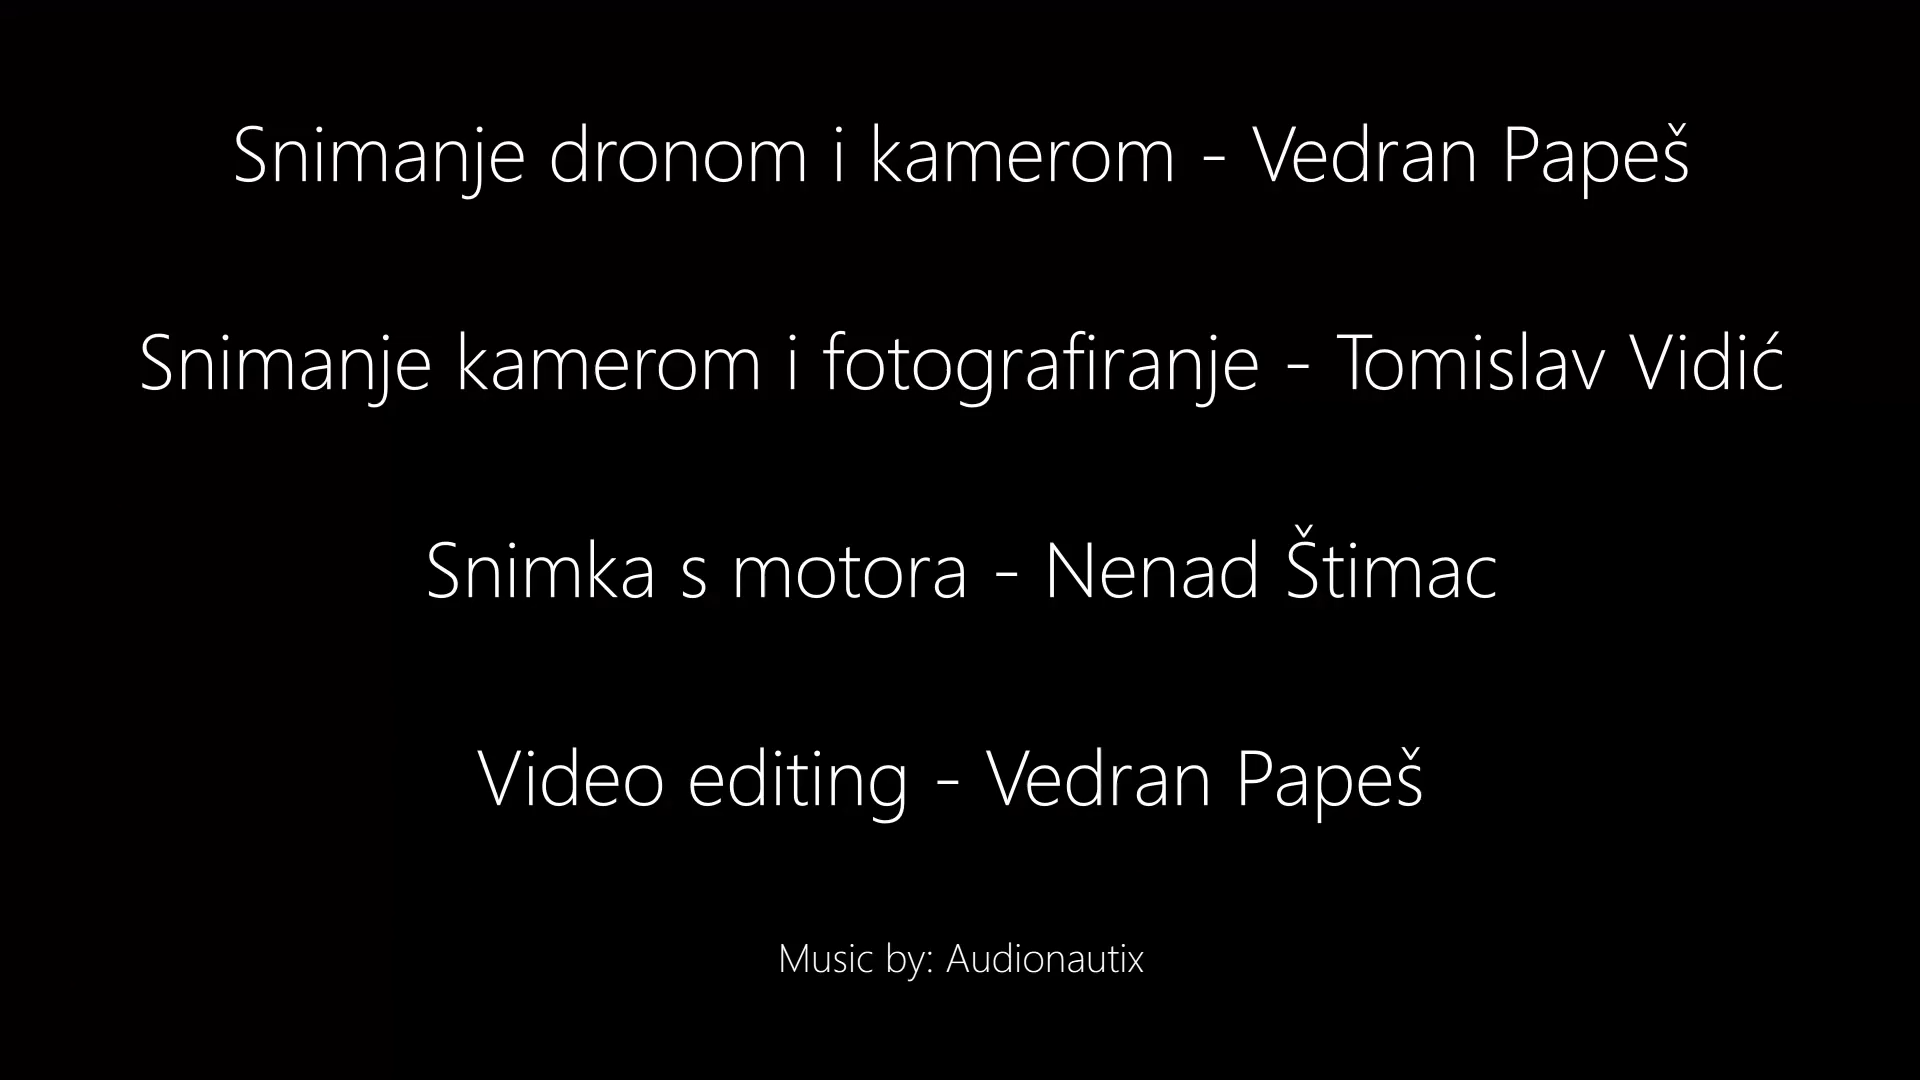 Snimanje dronom i kamerom - Vedran Papeš
Snimanje kamerom i fotografiranje - Tomislav Vidić
Snimka s motora - Nenad Štimac
Video editing - Vedran Papeš
Music by: Audionautix